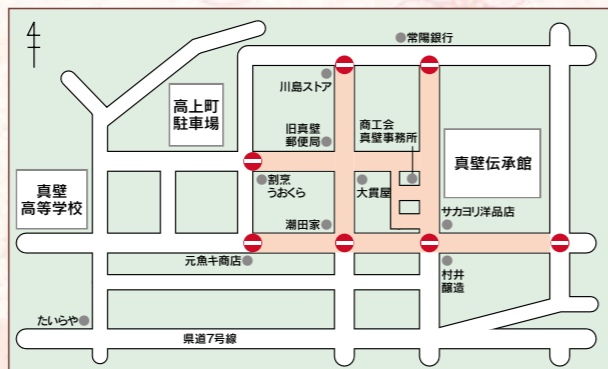 常陽銀行
川島ストア
高上町
駐車場
旧真壁
郵便局
商工会
真壁事務所
真壁伝承館
真壁
高等学校
割烹
うおくら
大貫屋
潮田家
サカヨリ洋品店
元魚キ商店
村井
醸造
たいらや
県道7号線